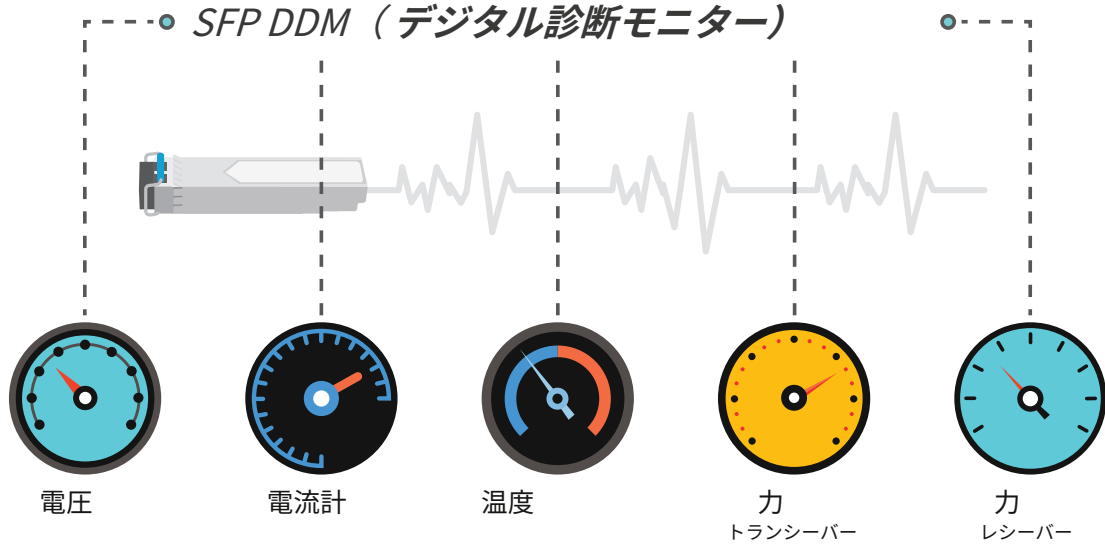 SFP DDM（デジタル診断モニター）
電圧
電流計
温度
力
トランシーバー
力
レシーバー